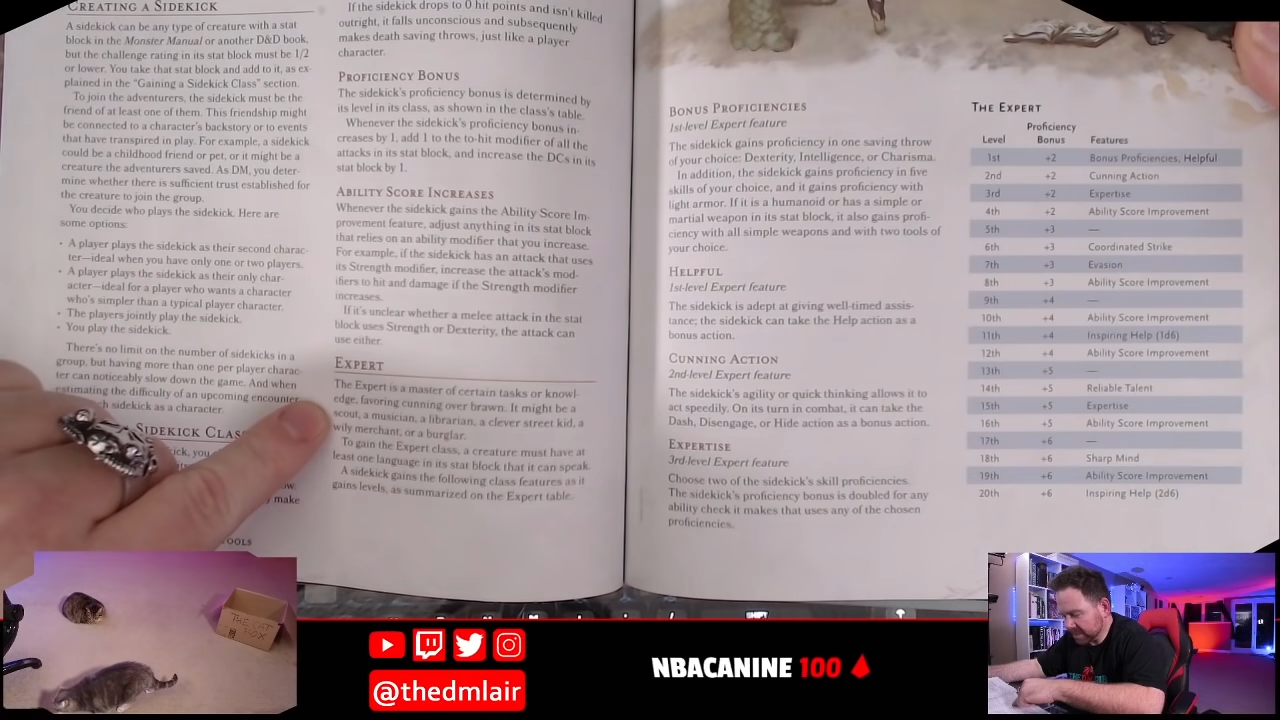 CREATING A SIDEKICK
A sidekick can be any type of creature with a stat
block in the Monster Manual or another D&D book,
but the challenge rating in its stat block must be 1/2
or lower. You take that stat block and add to it, as ex-
plained in the “Gaining a Sidekick Class” section.
To join the adventurers, the sidekick must be the
friend of at least one of them. This friendship might
be connected to a character's backstory or to events
that have transpired in play. For example, a sidekick
could be a childhood friend or pet, or it might be a
creature the adventurers saved. As DM, you deter-
mine whether there is sufficient trust established for
the creature to join the group.
You decide who plays the sidekick. Here are
some options:
• A player plays the sidekick as their second charac-
ter—ideal when you have only one or two players.
• A player plays the sidekick as their only char-
acter—ideal for a player who wants a character
who's simpler than a typical player character.
• The players jointly play the sidekick.
• You play the sidekick.
There's no limit on the number of sidekicks in a
group, but having more than one per player charac-
ter can noticeably slow down the game. And when
estimating the difficulty of an upcoming encounter,
sidekick as a character.
SIDEKICK CLASS
sidekick, you
make
If the sidekick drops to 0 hit points and isn't killed
outright, it falls unconscious and subsequently
makes death saving throws, just like a player
character.
PROFICIENCY BONUS
The sidekick's proficiency bonus is determined by
its level in its class, as shown in the class's table.
Whenever the sidekick's proficiency bonus in-
creases by 1, add 1 to the to-hit modifier of all the
attacks in its stat block, and increase the DCs in its
stat block by 1.
ABILITY SCORE INCREASES
Whenever the sidekick gains the Ability Score Im-
provement feature, adjust anything in its stat block
that relies on an ability modifier that you increase.
For example, if the sidekick has an attack that uses
its Strength modifier, increase the attack's mod-
ifiers to hit and damage if the Strength modifier
increases.
If it's unclear whether a melee attack in the stat
block uses Strength or Dexterity, the attack can
use either.
EXPERT
The Expert is a master of certain tasks or knowl-
edge, favoring cunning over brawn. It might be a
scout, a musician, a librarian, a clever street kid, a
wily merchant, or a burglar.
To gain the Expert class, a creature must have at
least one language in its stat block that it can speak.
A sidekick gains the following class features as it
gains levels, as summarized on the Expert table.
BONUS PROFICIENCIES
1st-level Expert feature
The sidekick gains proficiency in one saving throw
of your choice: Dexterity, Intelligence, or Charisma.
In addition, the sidekick gains proficiency in five
skills of your choice, and it gains proficiency with
light armor. If it is a humanoid or has a simple or
martial weapon in its stat block, it also gains profi-
ciency with all simple weapons and with two tools of
your choice.
HELPFUL
1st-level Expert feature
The sidekick is adept at giving well-timed assis-
tance; the sidekick can take the Help action as a
bonus action.
CUNNING ACTION
2nd-level Expert feature
The sidekick's agility or quick thinking allows it to
act speedily. On its turn in combat, it can take the
Dash, Disengage, or Hide action as a bonus action.
EXPERTISE
3rd-level Expert feature
Choose two of the sidekick's skill proficiencies.
The sidekick's proficiency bonus is doubled for any
ability check it makes that uses any of the chosen
proficiencies.
THE EXPERT
Level Proficiency Bonus Features
1st +2 Bonus Proficiencies, Helpful
2nd +2 Cunning Action
3rd +2 Expertise
4th +2 Ability Score Improvement
5th +3 —
6th +3 Coordinated Strike
7th +3 Evasion
8th +3 Ability Score Improvement
9th +4 —
10th +4 Ability Score Improvement
11th +4 Inspiring Help (1d6)
12th +4 Ability Score Improvement
13th +5 —
14th +5 Reliable Talent
15th +5 Expertise
16th +5 Ability Score Improvement
17th +6 —
18th +6 Sharp Mind
19th +6 Ability Score Improvement
20th +6 Inspiring Help (2d6)
THE CAT BOX
@thedmlair
NBACANINE 100